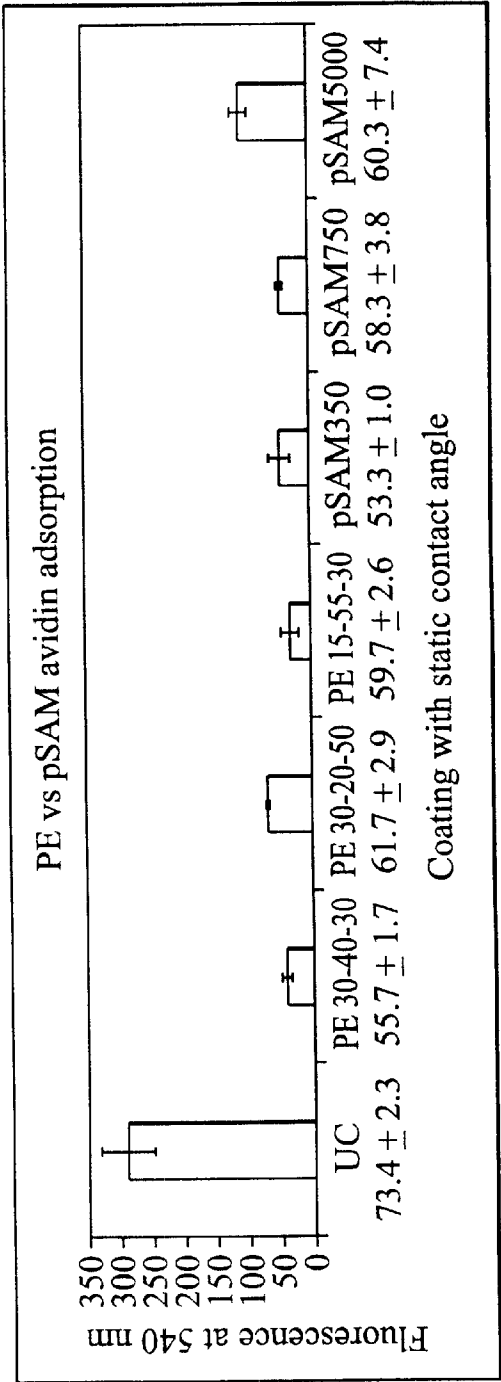 PE vs pSAM avidin adsorption
Fluorescence at 540 nm
350
300
250
200
150
100
50
0
UC PE 30-40-30 PE 30-20-50 PE 15-55-30 pSAM350 pSAM750 pSAM5000
73.4 ± 2.3 55.7 ± 1.7 61.7 ± 2.9 59.7 ± 2.6 53.3 ± 1.0 58.3 ± 3.8 60.3 ± 7.4
Coating with static contact angle